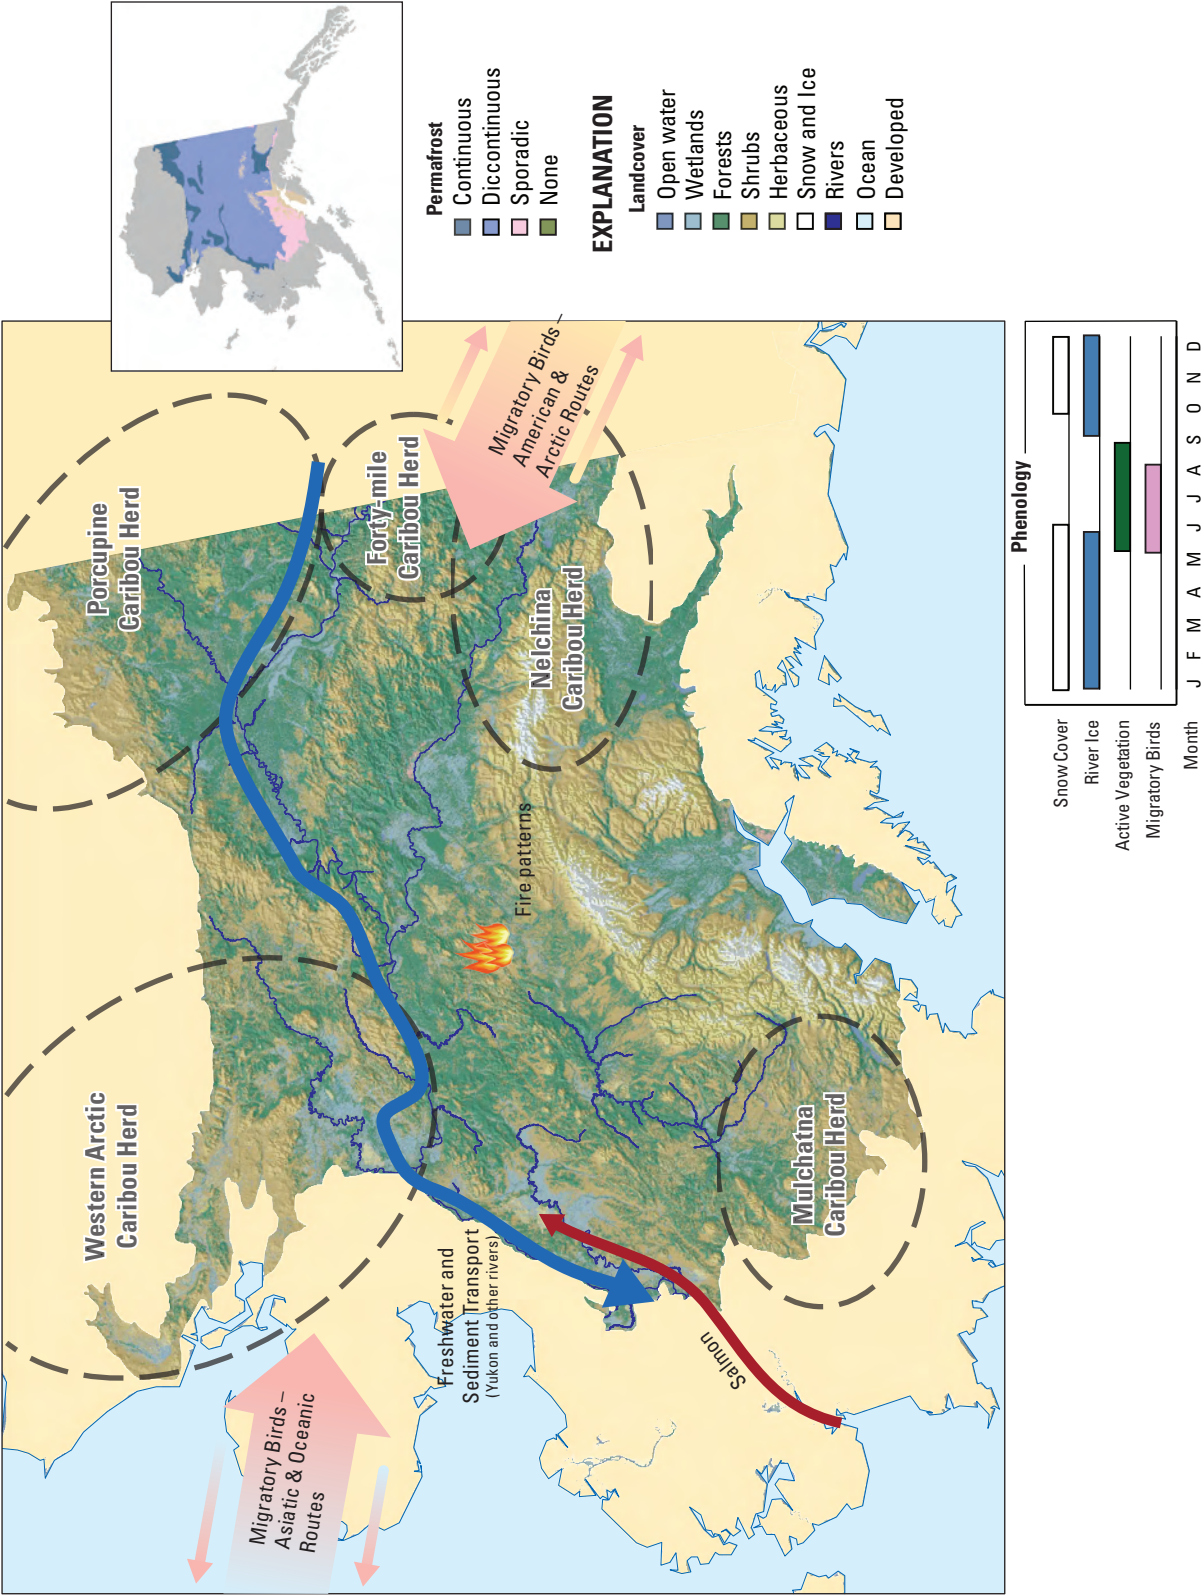 Porcupine
Caribou Herd
Forty-mile
Caribou Herd
Migratory Birds –
American &
Arctic Routes
Nelchina
Caribou Herd
Fire patterns
Western Arctic
Caribou Herd
Mulchatna
Caribou Herd
Freshwater and
Sediment Transport
(Yukon and other rivers)
Salmon
Migratory Birds –
Asiatic & Oceanic
Routes
Permafrost
Continuous
Diccontinuous
Sporadic
None
EXPLANATION
Landcover
Open water
Wetlands
Forests
Shrubs
Herbaceous
Snow and Ice
Rivers
Ocean
Developed
Phenology
Snow Cover
River Ice
Active Vegetation
Migratory Birds
Month J F M A M J J A S O N D